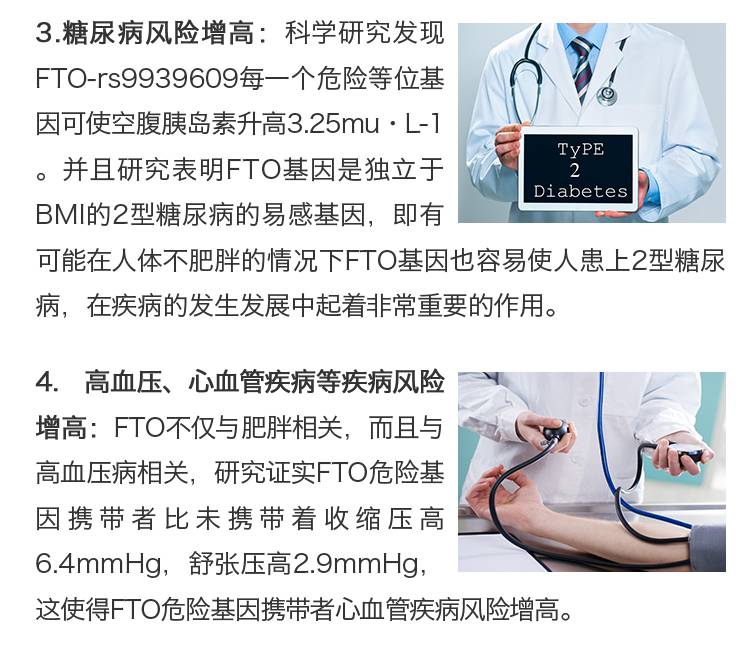 3.糖尿病风险增高：科学研究发现
FTO-rs9939609每一个危险等位基
因可使空腹胰岛素升高3.25mu·L-1
。并且研究表明FTO基因是独立于
BMI的2型糖尿病的易感基因，即有
可能在人体不肥胖的情况下FTO基因也容易使人患上2型糖尿
病，在疾病的发生发展中起着非常重要的作用。
TyPE
2
Diabetes
4. 高血压、心血管疾病等疾病风险
增高：FTO不仅与肥胖相关，而且与
高血压病相关，研究证实FTO危险基
因携带者比未携带着收缩压高
6.4mmHg，舒张压高2.9mmHg，
这使得FTO危险基因携带者心血管疾病风险增高。